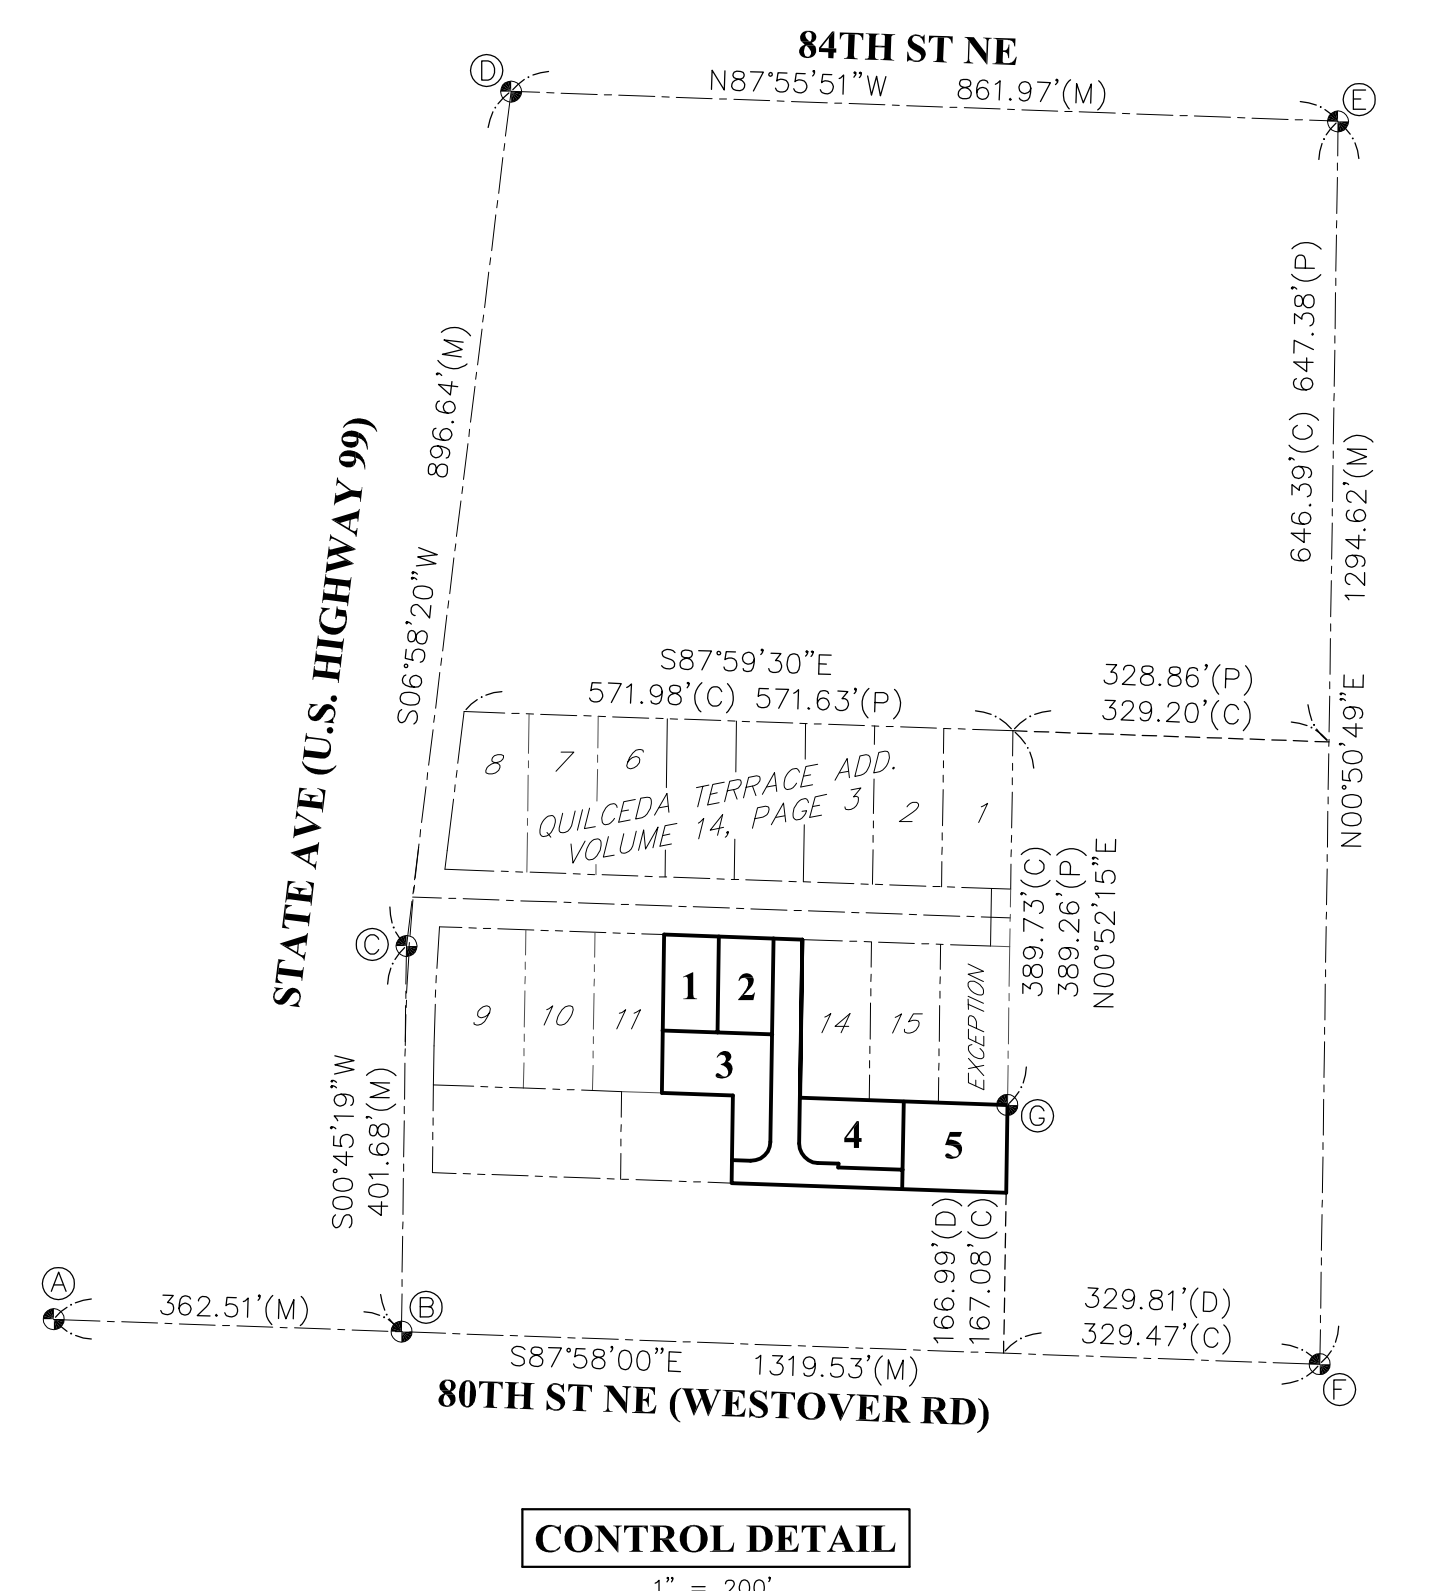 84TH ST NE
D
N87°55'51"W 861.97'(M)
E
896.64'(M)
S06°58'20"W
STATE AVE (U.S. HIGHWAY 99)
646.39'(C) 647.38'(P)
1294.62'(M)
N00°50'49"E
S87°59'30"E
571.98'(C) 571.63'(P)
328.86'(P)
329.20'(C)
8
7
6
2
1
QUILCEDA TERRACE ADD.
VOLUME 14, PAGE 3
389.73'(C)
389.26'(P)
N00°52'15"E
C
9
10
11
1
2
3
14
15
EXCEPTION
4
5
G
S00°45'19"W
401.68'(M)
166.99'(D)
167.08'(C)
A
362.51'(M)
B
329.81'(D)
329.47'(C)
S87°58'00"E 1319.53'(M)
F
80TH ST NE (WESTOVER RD)
CONTROL DETAIL
1" = 200'